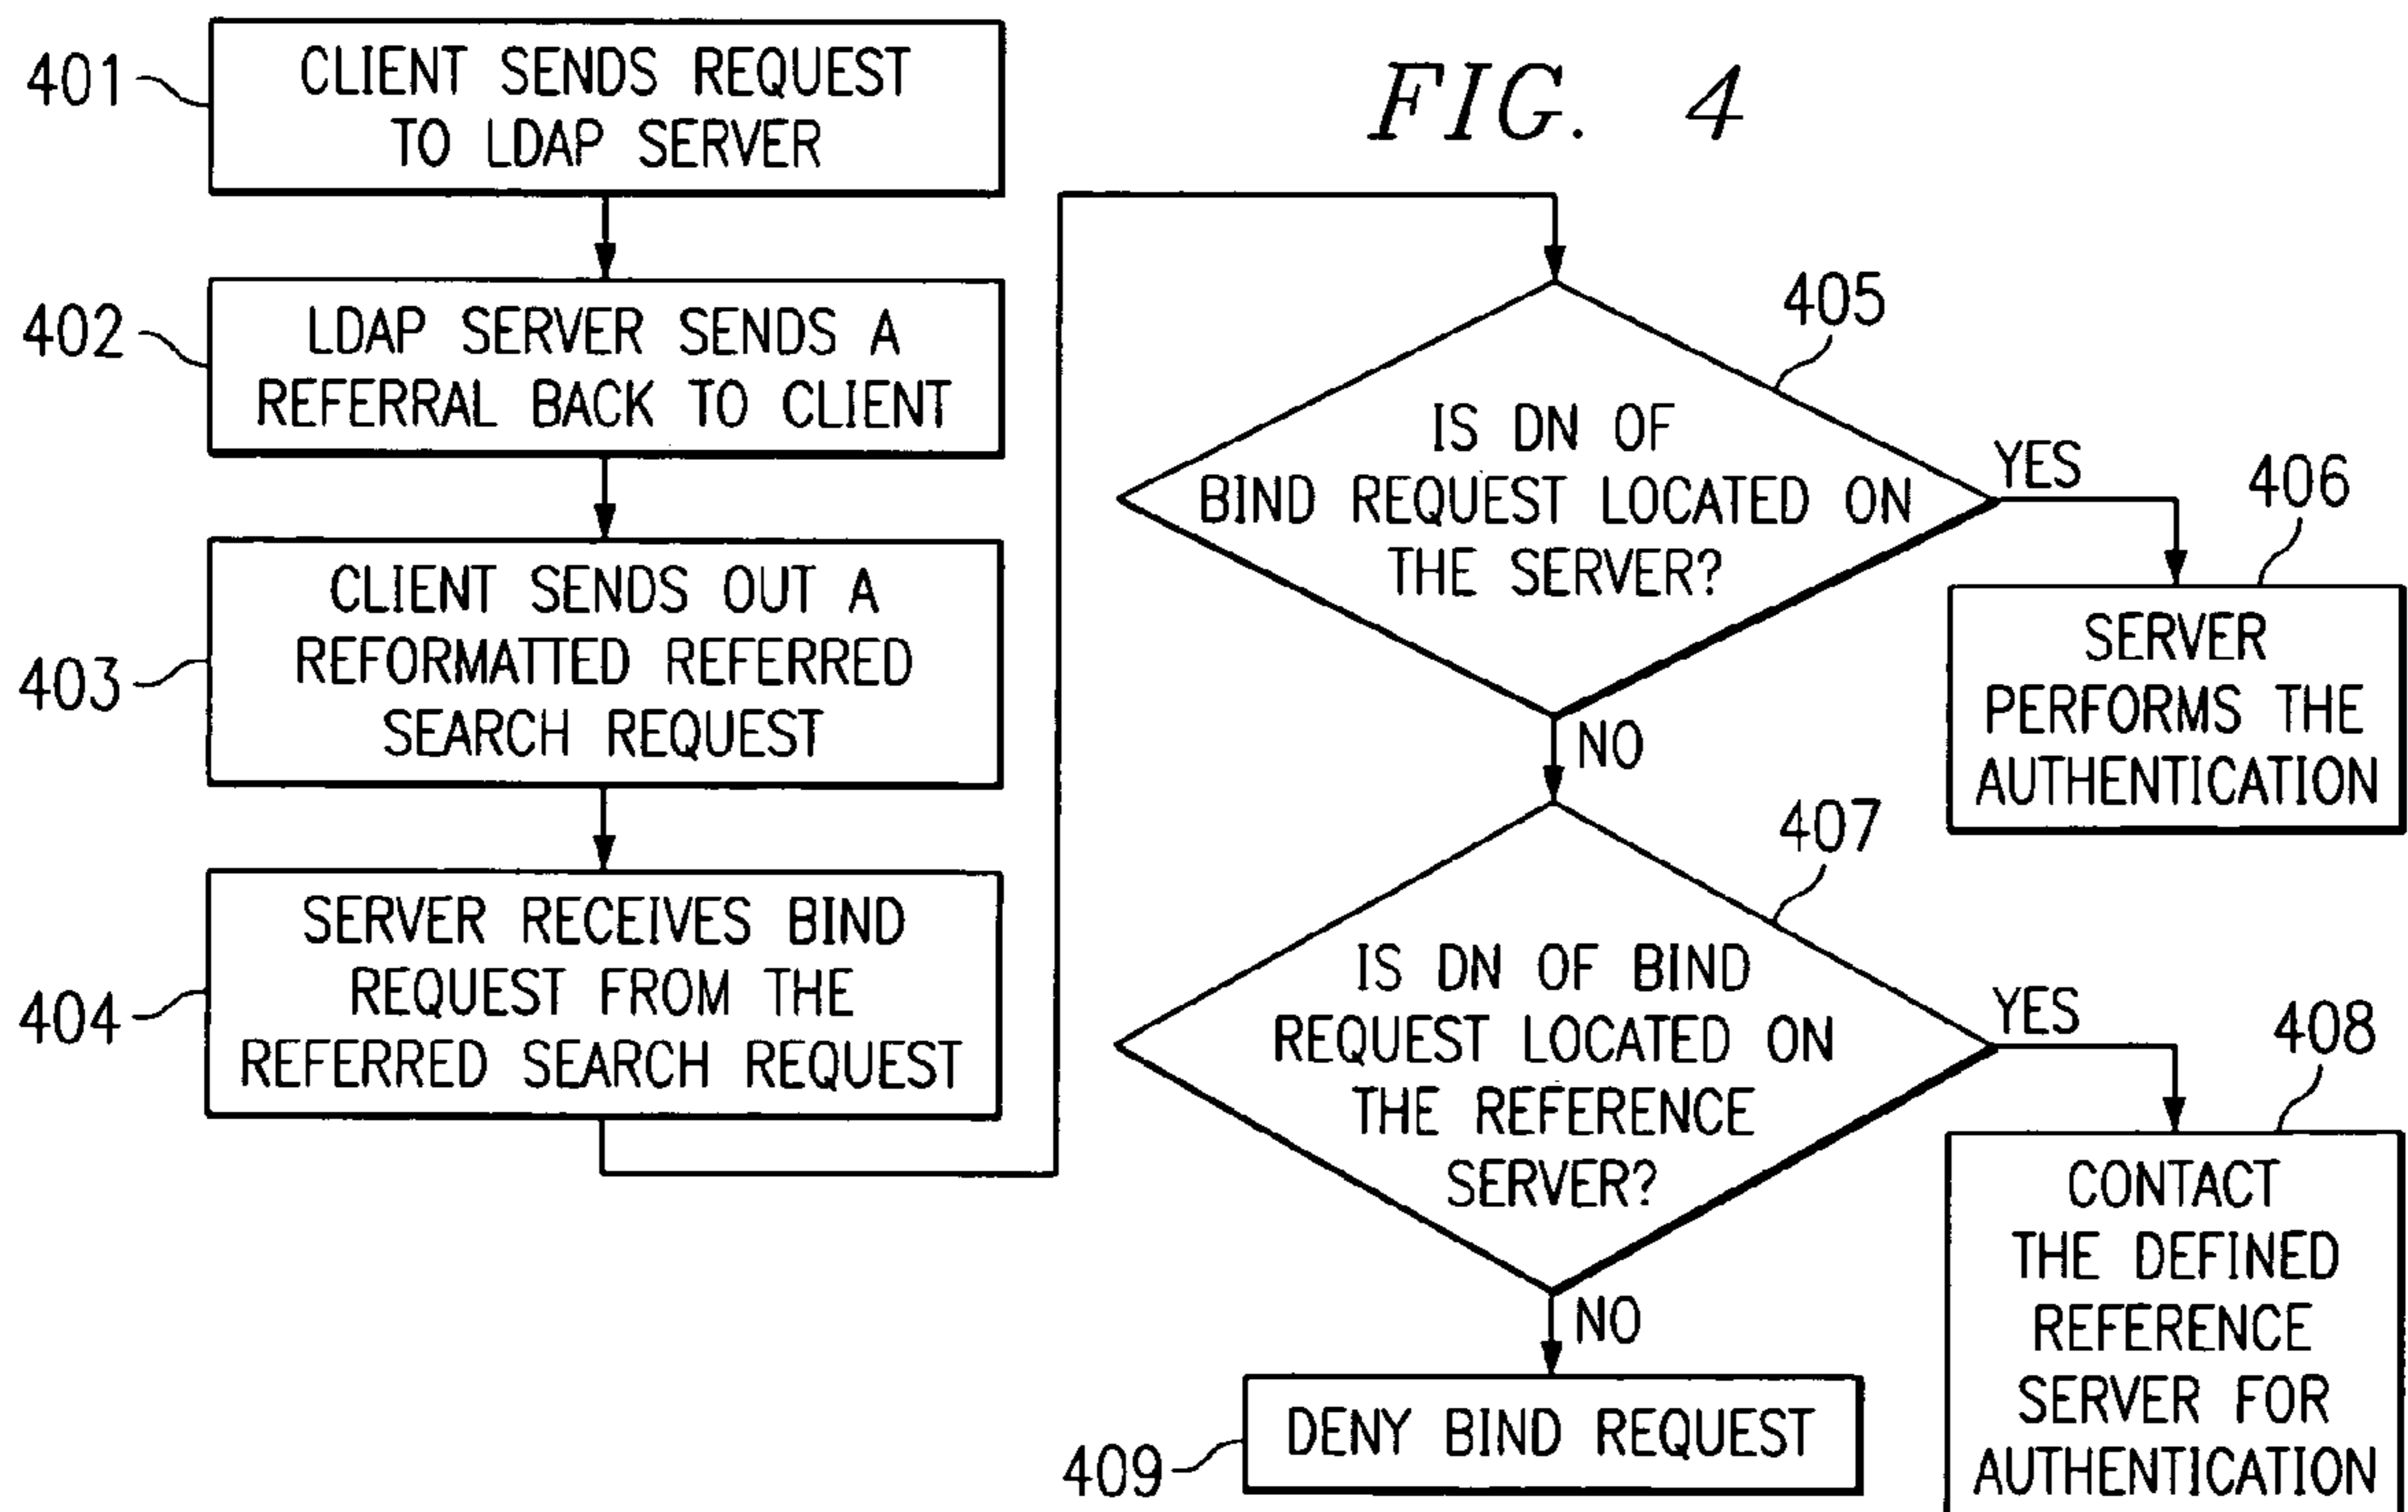 FIG. 4
401
CLIENT SENDS REQUEST
TO LDAP SERVER
402
LDAP SERVER SENDS A
REFERRAL BACK TO CLIENT
403
CLIENT SENDS OUT A
REFORMATTED REFERRED
SEARCH REQUEST
404
SERVER RECEIVES BIND
REQUEST FROM THE
REFERRED SEARCH REQUEST
405
IS DN OF
BIND REQUEST LOCATED ON
THE SERVER?
YES
406
SERVER
PERFORMS THE
AUTHENTICATION
NO
407
IS DN OF BIND
REQUEST LOCATED ON
THE REFERENCE
SERVER?
YES
408
CONTACT
THE DEFINED
REFERENCE
SERVER FOR
AUTHENTICATION
NO
409
DENY BIND REQUEST